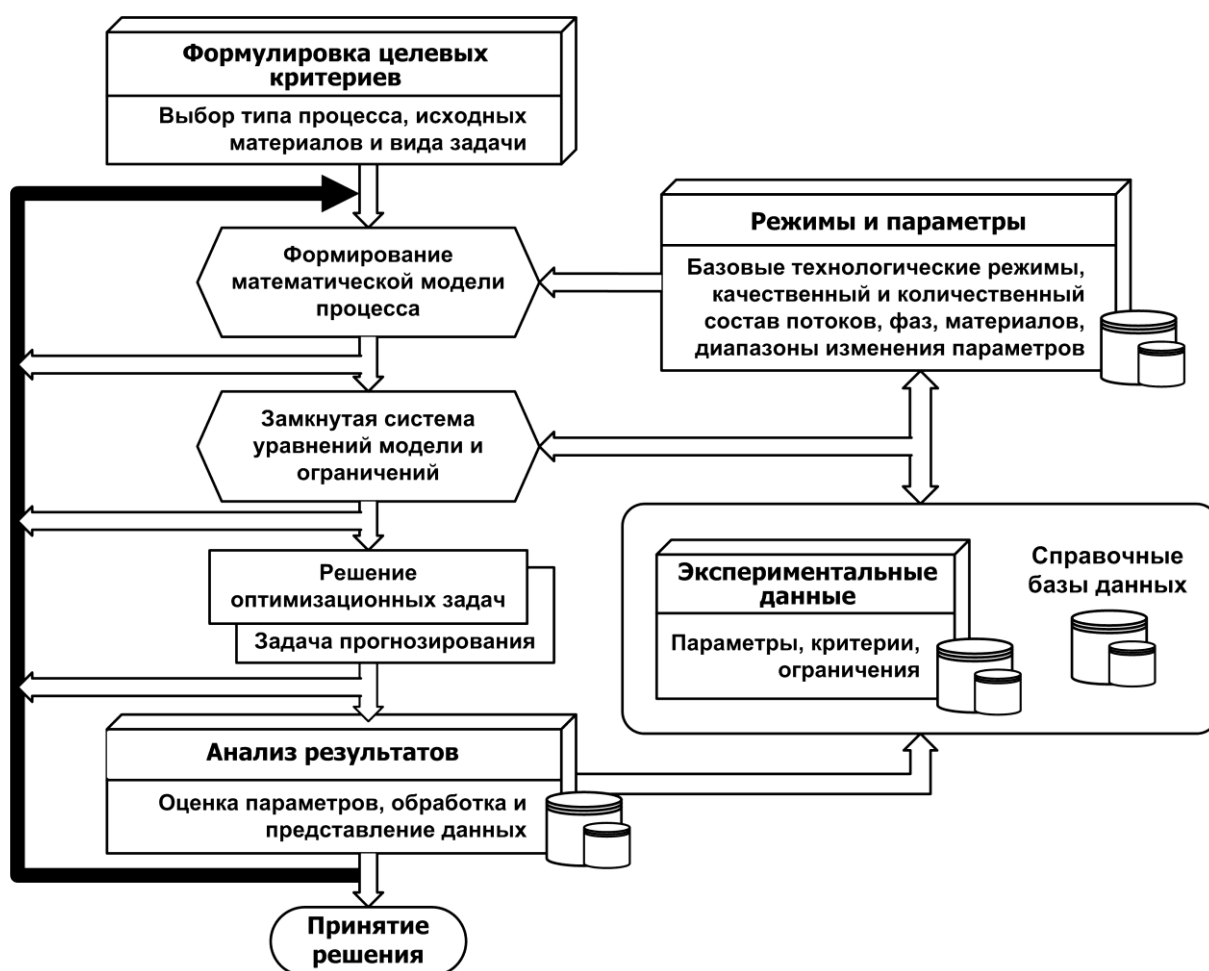 Формулировка целевых
критериев
Выбор типа процесса, исходных
материалов и вида задачи
Формирование
математической модели
процесса
Режимы и параметры
Базовые технологические режимы,
качественный и количественный
состав потоков, фаз, материалов,
диапазоны изменения параметров
Замкнутая система
уравнений модели и
ограничений
Решение
оптимизационных задач
Задача прогнозирования
Экспериментальные
данные
Параметры, критерии,
ограничения
Справочные
базы данных
Анализ результатов
Оценка параметров, обработка и
представление данных
Принятие
решения